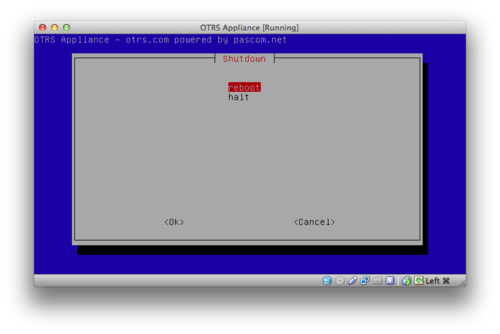 OTRS Appliance [Running]
OTRS Appliance - otrs.com powered by pascom.net
Shutdown
reboot
halt
<Ok> <Cancel>
Left ⌘